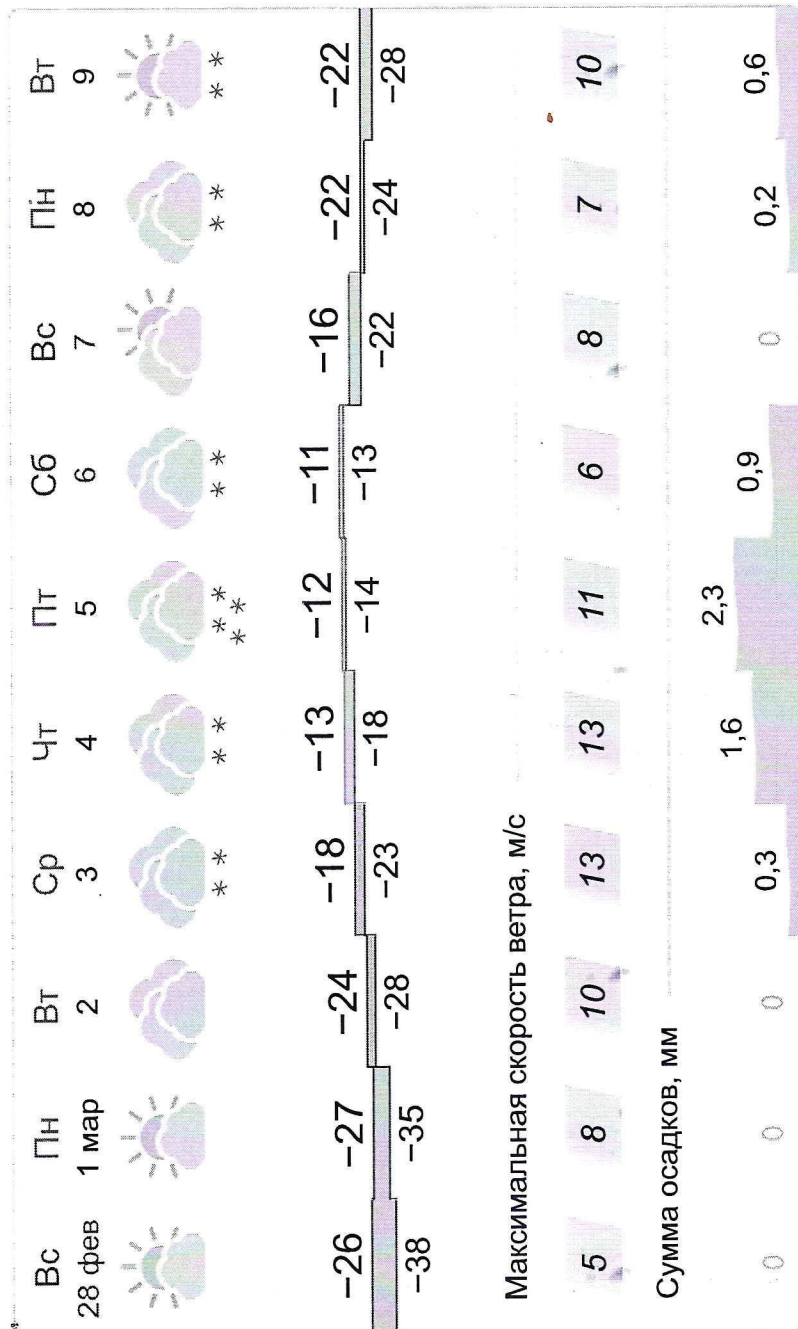 Вс Пн Вт Ср Чт Пт Сб Вс Пн Вт
28 фев 1 мар 2 3 4 5 6 7 8 9
−26 −27 −24 −18 −13 −12 −11 −16 −22 −22
−38 −35 −28 −23 −18 −14 −13 −22 −24 −28
Максимальная скорость ветра, м/с
5 8 10 13 13 11 6 8 7 10
Сумма осадков, мм
0 0 0 0,3 1,6 2,3 0,9 0 0,2 0,6